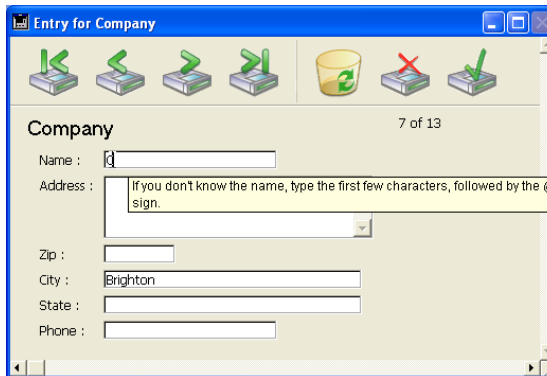 Entry for Company
Company
7 of 13
Name :
Address :
If you don't know the name, type the first few characters, followed by the @
sign.
Zip :
City : Brighton
State :
Phone :